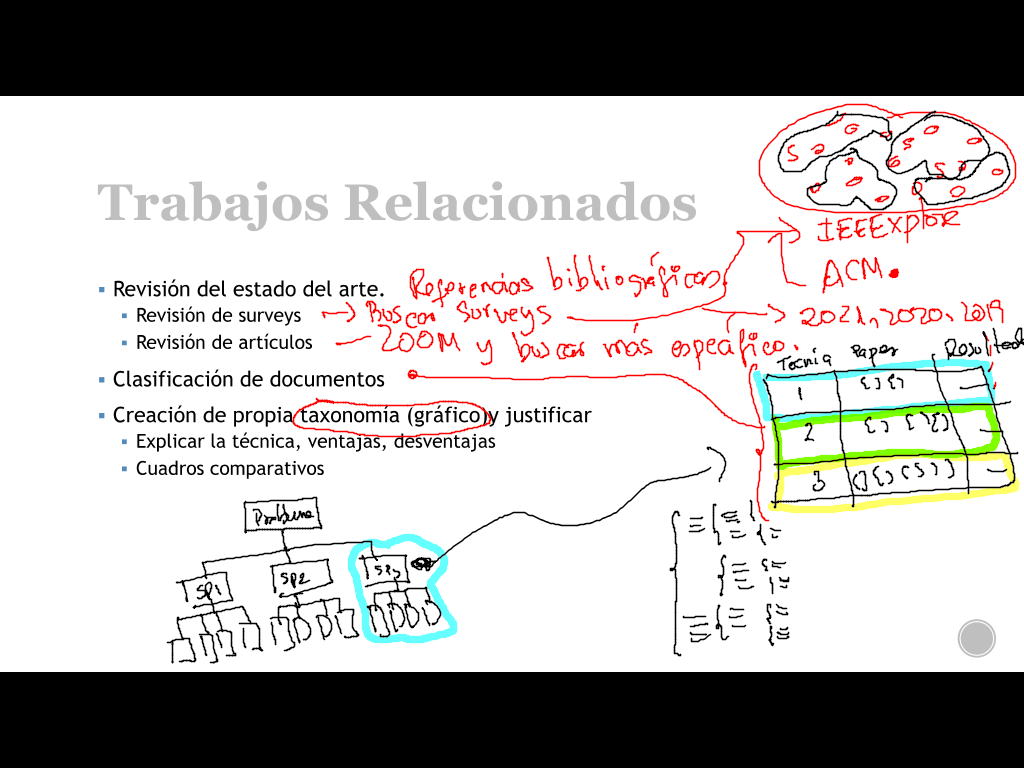 Trabajos Relacionados
IEEEXplor
ACM.
Revisión del estado del arte. Referencias bibliográficas
Revisión de surveys → Buscar surveys → 2021, 2020, 2019
Revisión de artículos — ZOOM y buscar más específico.
Tecnica Paper Resultado
Clasificación de documentos
1
Creación de propia taxonomía (gráfico) y justificar
2
Explicar la técnica, ventajas, desventajas
Cuadros comparativos
3
Problema
SP1 SP2 SP3